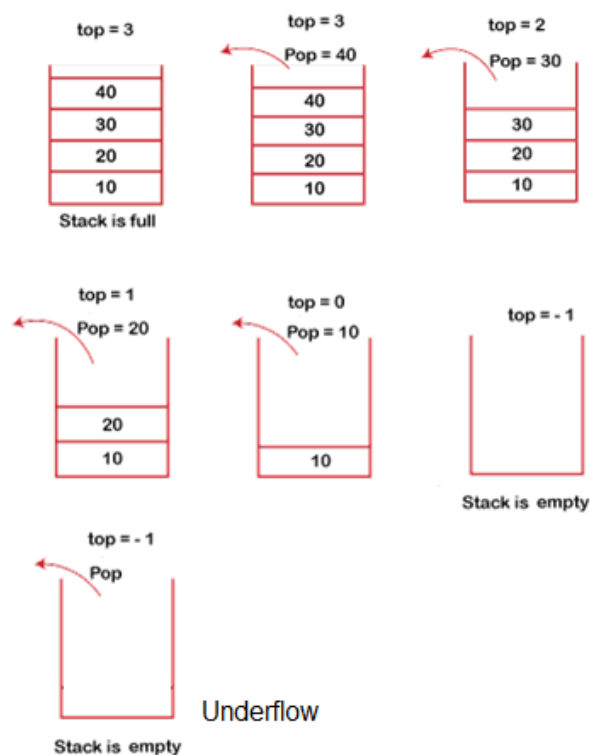 top = 3
40
30
20
10
Stack is full
top = 3
Pop = 40
40
30
20
10
top = 2
Pop = 30
30
20
10
top = 1
Pop = 20
20
10
top = 0
Pop = 10
10
top = - 1
Stack is empty
top = - 1
Pop
Underflow
Stack is empty